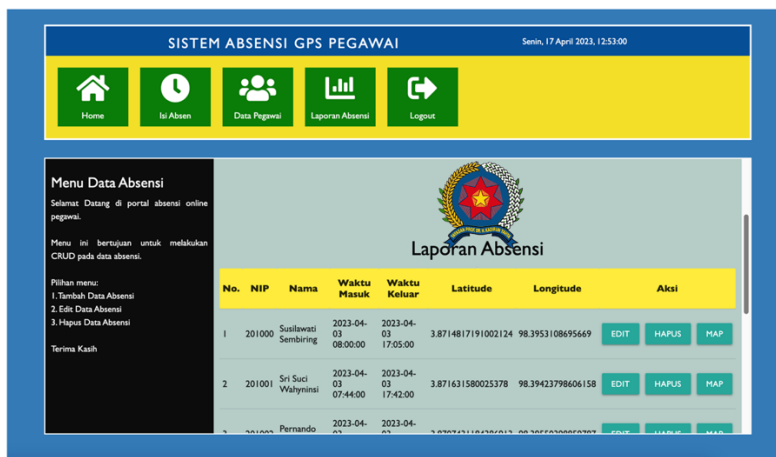 SISTEM ABSENSI GPS PEGAWAI
Senin, 17 April 2023, 12:53:00
Home
Isi Absen
Data Pegawai
Laporan Absensi
Logout
Menu Data Absensi
Selamat Datang di portal absensi online
pegawai.
Menu ini bertujuan untuk melakukan
CRUD pada data absensi.
Pilihan menu:
1. Tambah Data Absensi
2. Edit Data Absensi
3. Hapus Data Absensi
Terima Kasih
Laporan Absensi
No. NIP Nama Waktu Masuk Waktu Keluar Latitude Longitude Aksi
1 201000 Susilawati Sembiring 2023-04-03 08:00:00 2023-04-03 17:05:00 3.8714817191002124 98.3953108695669 EDIT HAPUS MAP
2 201001 Sri Suci Wahyninsi 2023-04-03 07:44:00 2023-04-03 17:42:00 3.871631580025378 98.39423798606158 EDIT HAPUS MAP
Pernando 2023-04- 2023-04- EDIT HAPUS MAP